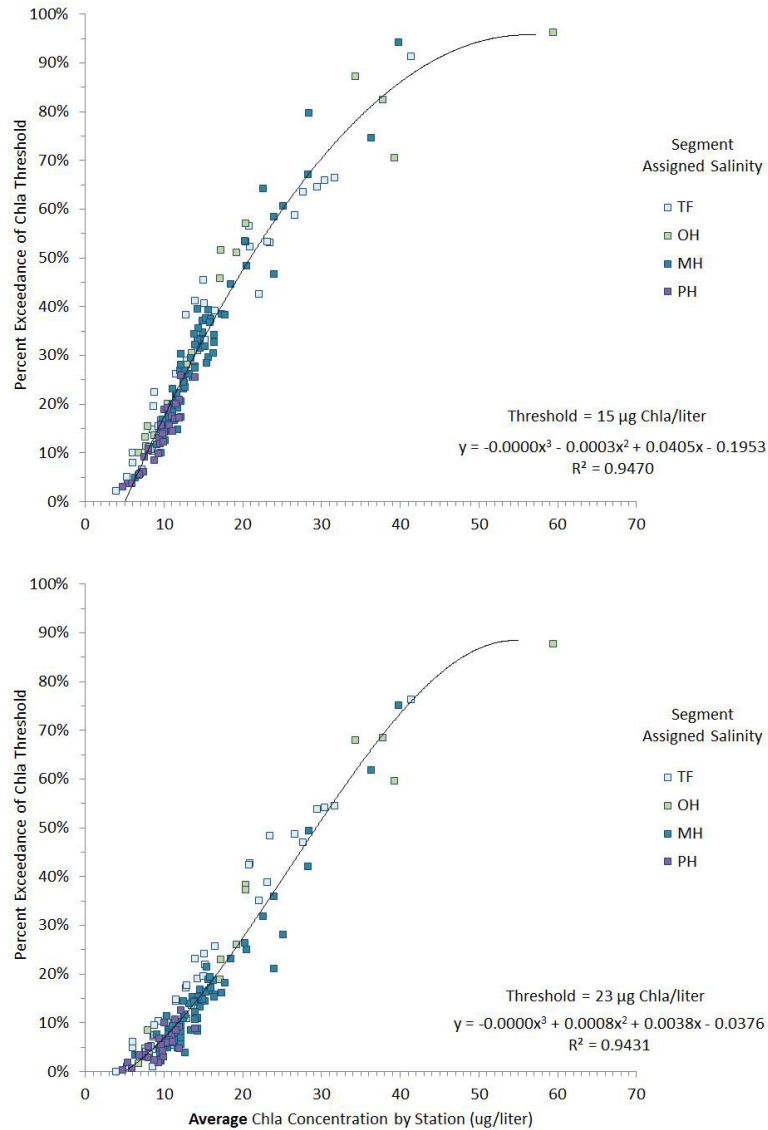 100%
90%
80%
70%
60%
50%
40%
30%
20%
10%
0%
Percent Exceedance of Chla Threshold
0 10 20 30 40 50 60 70
Segment
Assigned Salinity
TF
OH
MH
PH
Threshold = 15 µg Chla/liter
y = -0.0000x³ - 0.0003x² + 0.0405x - 0.1953
R² = 0.9470
100%
90%
80%
70%
60%
50%
40%
30%
20%
10%
0%
Percent Exceedance of Chla Threshold
0 10 20 30 40 50 60 70
Segment
Assigned Salinity
TF
OH
MH
PH
Threshold = 23 µg Chla/liter
y = -0.0000x³ + 0.0008x² + 0.0038x - 0.0376
R² = 0.9431
Average Chla Concentration by Station (ug/liter)